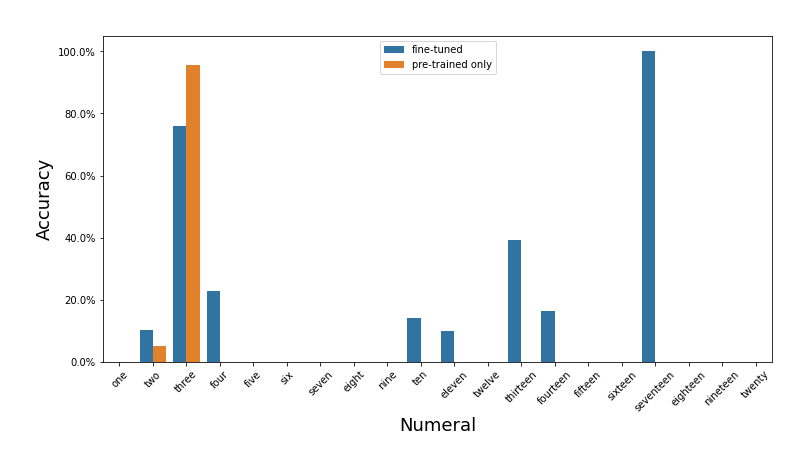 fine-tuned
pre-trained only
100.0%
80.0%
60.0%
40.0%
20.0%
0.0%
Accuracy
one
two
three
four
five
six
seven
eight
nine
ten
eleven
twelve
thirteen
fourteen
fifteen
sixteen
seventeen
eighteen
nineteen
twenty
Numeral